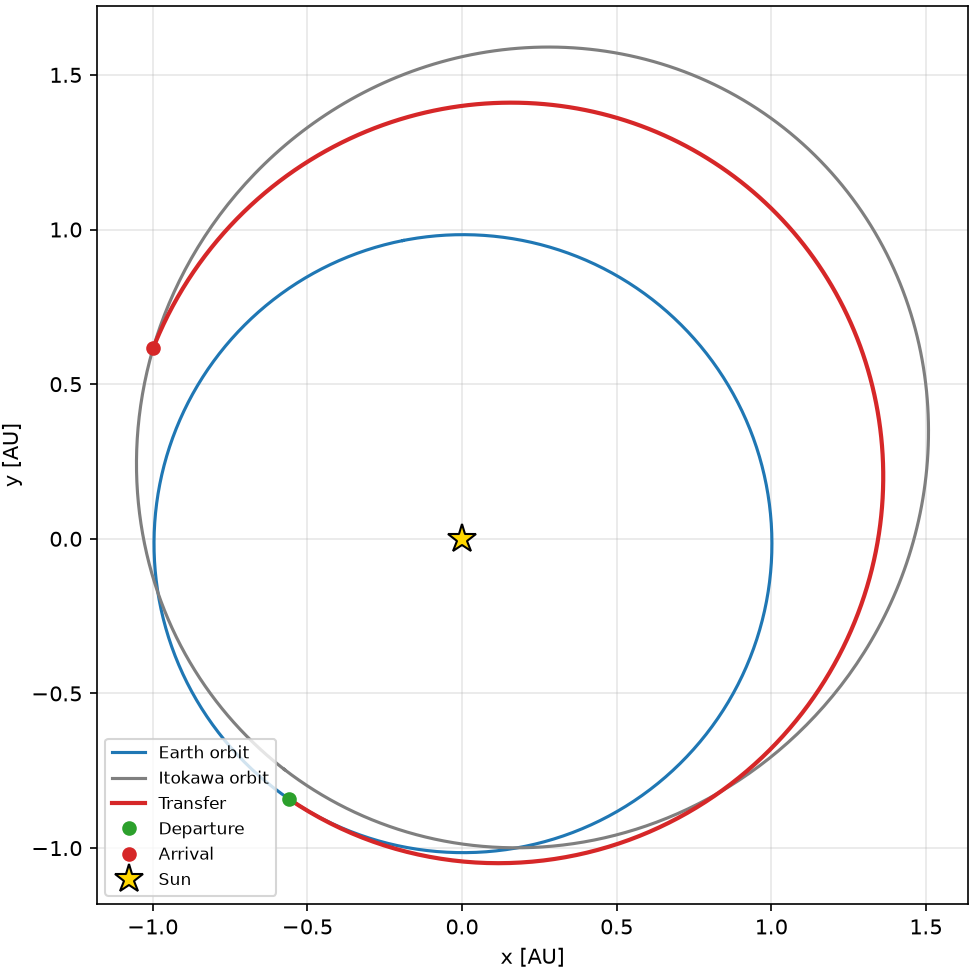 1.5
1.0
0.5
0.0
−0.5
−1.0
y [AU]
Earth orbit
Itokawa orbit
Transfer
Departure
Arrival
Sun
−1.0 −0.5 0.0 0.5 1.0 1.5
x [AU]